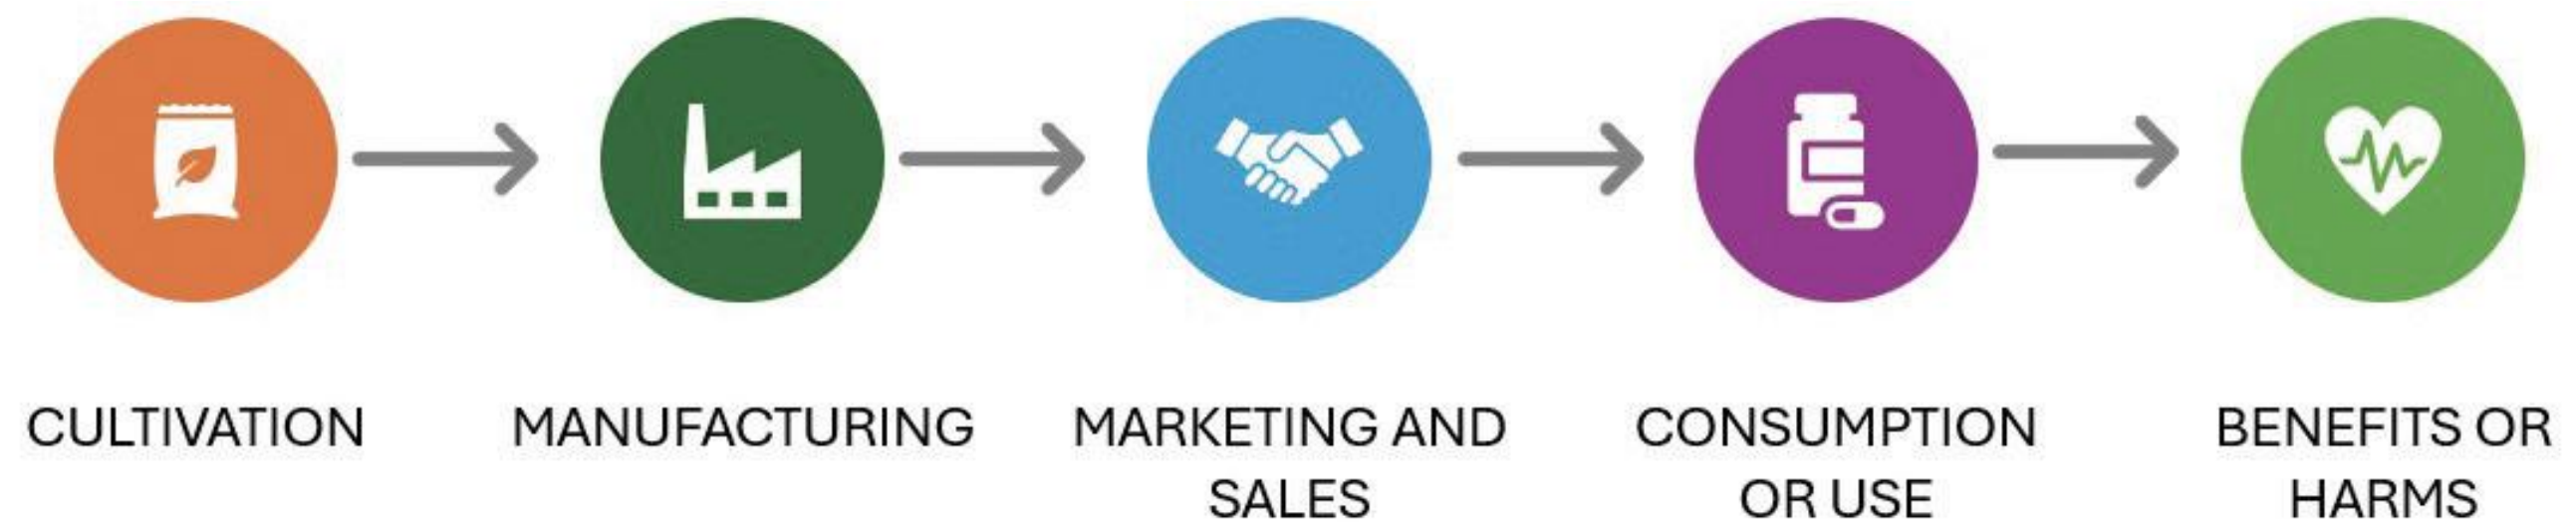 CULTIVATION
MANUFACTURING
MARKETING AND
SALES
CONSUMPTION
OR USE
BENEFITS OR
HARMS